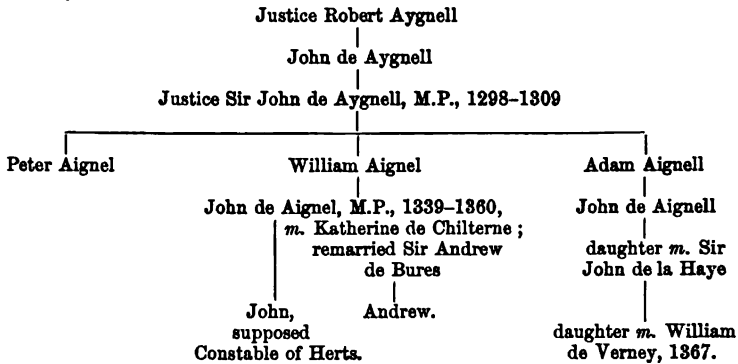 Justice Robert Aygnell
John de Aygnell
Justice Sir John de Aygnell, M.P., 1298–1309
Peter Aignel
William Aignel
Adam Aignell
John de Aignel, M.P., 1339–1360,
m. Katherine de Chilterne ;
remarried Sir Andrew
de Bures
John de Aignell
daughter m. Sir
John de la Haye
John,
supposed
Constable of Herts.
Andrew.
daughter m. William
de Verney, 1367.